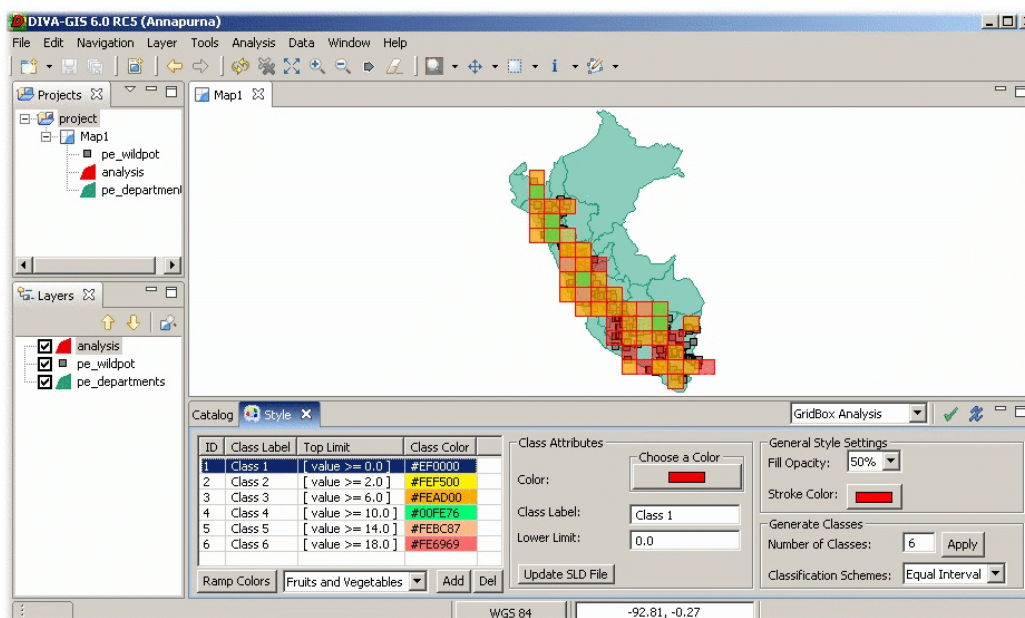 DIVA-GIS 6.0 RC5 (Annapurna)
File Edit Navigation Layer Tools Analysis Data Window Help
Projects
project
Map1
pe_wildpot
analysis
pe_department
Map1
Layers
analysis
pe_wildpot
pe_departments
Catalog Style
GridBox Analysis
ID Class Label Top Limit Class Color
1 Class 1 [ value >= 0.0 ] #EF0000
2 Class 2 [ value >= 2.0 ] #FEF500
3 Class 3 [ value >= 6.0 ] #FEAD00
4 Class 4 [ value >= 10.0 ] #00FE76
5 Class 5 [ value >= 14.0 ] #FEBC87
6 Class 6 [ value >= 18.0 ] #FE6969
Ramp Colors Fruits and Vegetables Add Del
Class Attributes
Choose a Color
Color:
Class Label: Class 1
Lower Limit: 0.0
Update SLD File
General Style Settings
Fill Opacity: 50%
Stroke Color:
Generate Classes
Number of Classes: 6 Apply
Classification Schemes: Equal Interval
WGS 84 -92.81, -0.27